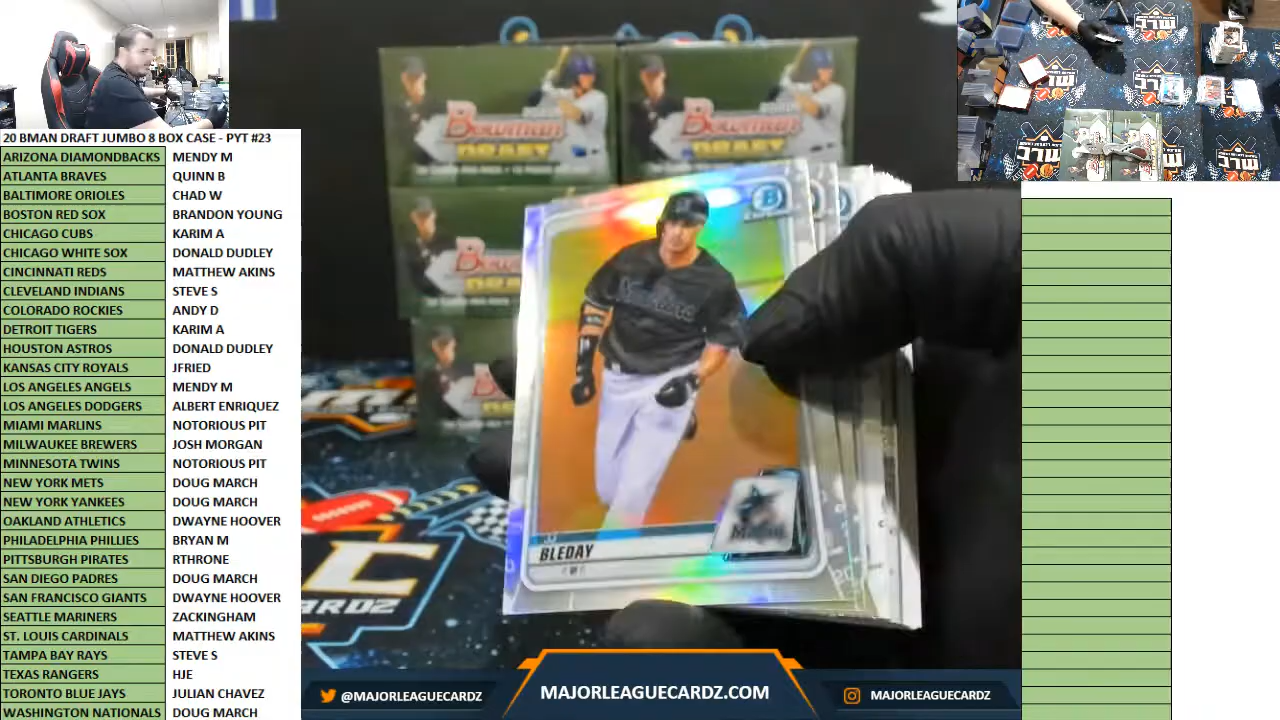 20 BMAN DRAFT JUMBO 8 BOX CASE - PYT #23
ARIZONA DIAMONDBACKS MENDY M
ATLANTA BRAVES QUINN B
BALTIMORE ORIOLES CHAD W
BOSTON RED SOX BRANDON YOUNG
CHICAGO CUBS KARIM A
CHICAGO WHITE SOX DONALD DUDLEY
CINCINNATI REDS MATTHEW AKINS
CLEVELAND INDIANS STEVE S
COLORADO ROCKIES ANDY D
DETROIT TIGERS KARIM A
HOUSTON ASTROS DONALD DUDLEY
KANSAS CITY ROYALS JFRIED
LOS ANGELES ANGELS MENDY M
LOS ANGELES DODGERS ALBERT ENRIQUEZ
MIAMI MARLINS NOTORIOUS PIT
MILWAUKEE BREWERS JOSH MORGAN
MINNESOTA TWINS NOTORIOUS PIT
NEW YORK METS DOUG MARCH
NEW YORK YANKEES DOUG MARCH
OAKLAND ATHLETICS DWAYNE HOOVER
PHILADELPHIA PHILLIES BRYAN M
PITTSBURGH PIRATES RTHRONE
SAN DIEGO PADRES DOUG MARCH
SAN FRANCISCO GIANTS DWAYNE HOOVER
SEATTLE MARINERS ZACKINGHAM
ST. LOUIS CARDINALS MATTHEW AKINS
TAMPA BAY RAYS STEVE S
TEXAS RANGERS HJE
TORONTO BLUE JAYS JULIAN CHAVEZ
WASHINGTON NATIONALS DOUG MARCH
Bowman
DRAFT
Bowman
DRAFT
B
Marlins
BLEDAY
@MAJORLEAGUECARDZ
MAJORLEAGUECARDZ.COM
MAJORLEAGUECARDZ